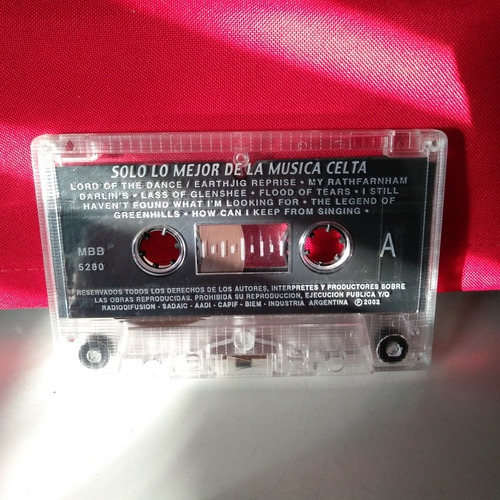 SOLO LO MEJOR DE LA MUSICA CELTA
LORD OF THE DANCE / EARTHJIG REPRISE • MY RATHFARNHAM
DARLIN'S • LASS OF GLENSHEE • FLOOD OF TEARS • I STILL
HAVEN'T FOUND WHAT I'M LOOKING FOR • THE LEGEND OF
GREENHILLS • HOW CAN I KEEP FROM SINGING •
MBB
5280
A
RESERVADOS TODOS LOS DERECHOS DE LOS AUTORES, INTERPRETES Y PRODUCTORES SOBRE
LAS OBRAS REPRODUCIDAS. PROHIBIDA SU REPRODUCCION, EJECUCION PUBLICA Y/O
RADIODIFUSION - SADAIC - AADI - CAPIF - BIEM - INDUSTRIA ARGENTINA ℗ 2003